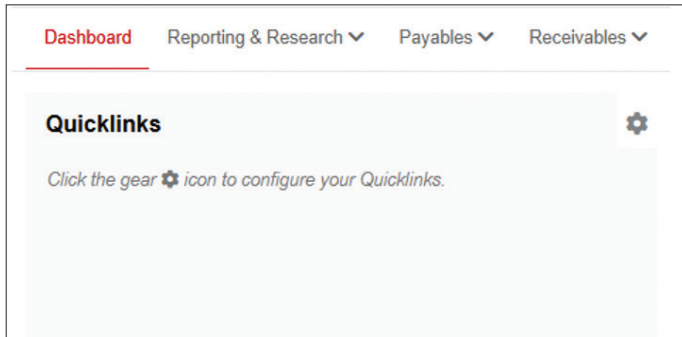 Dashboard Reporting & Research Payables Receivables
Quicklinks
Click the gear icon to configure your Quicklinks.